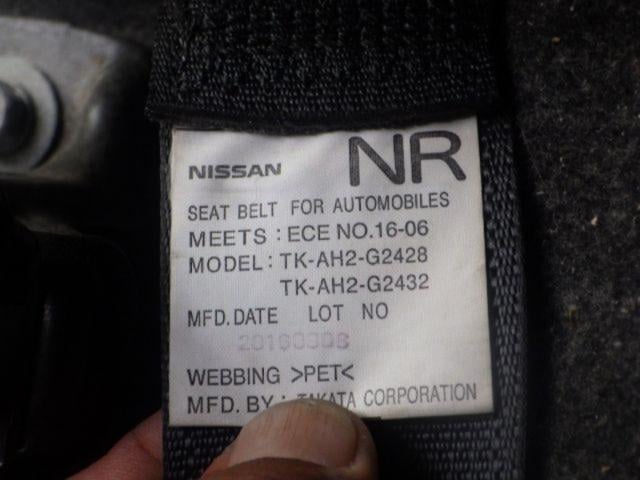 NISSAN NR
SEAT BELT FOR AUTOMOBILES
MEETS : ECE NO.16-06
MODEL: TK-AH2-G2428
TK-AH2-G2432
MFD. DATE LOT NO
WEBBING >PET<
MFD. BY: TAKATA CORPORATION